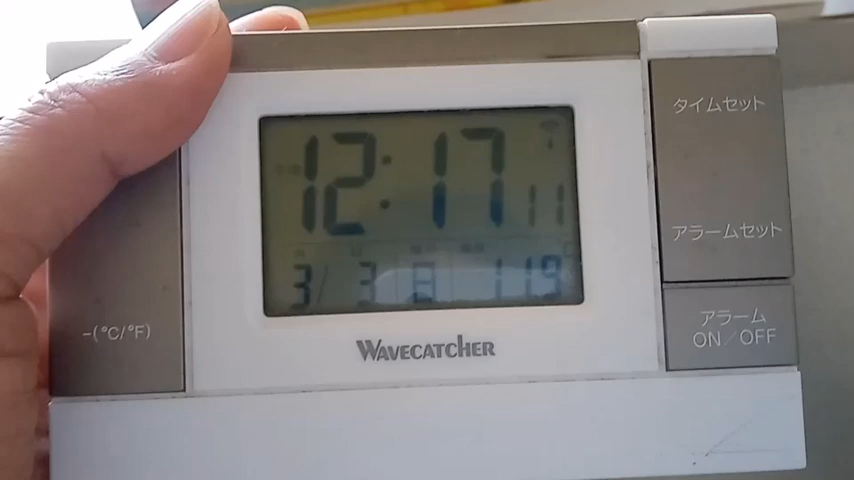 12:17 11
3/ 3 日 11.9
WAVECATCHER
-(°C/°F)
タイムセット
アラームセット
アラーム
ON/OFF